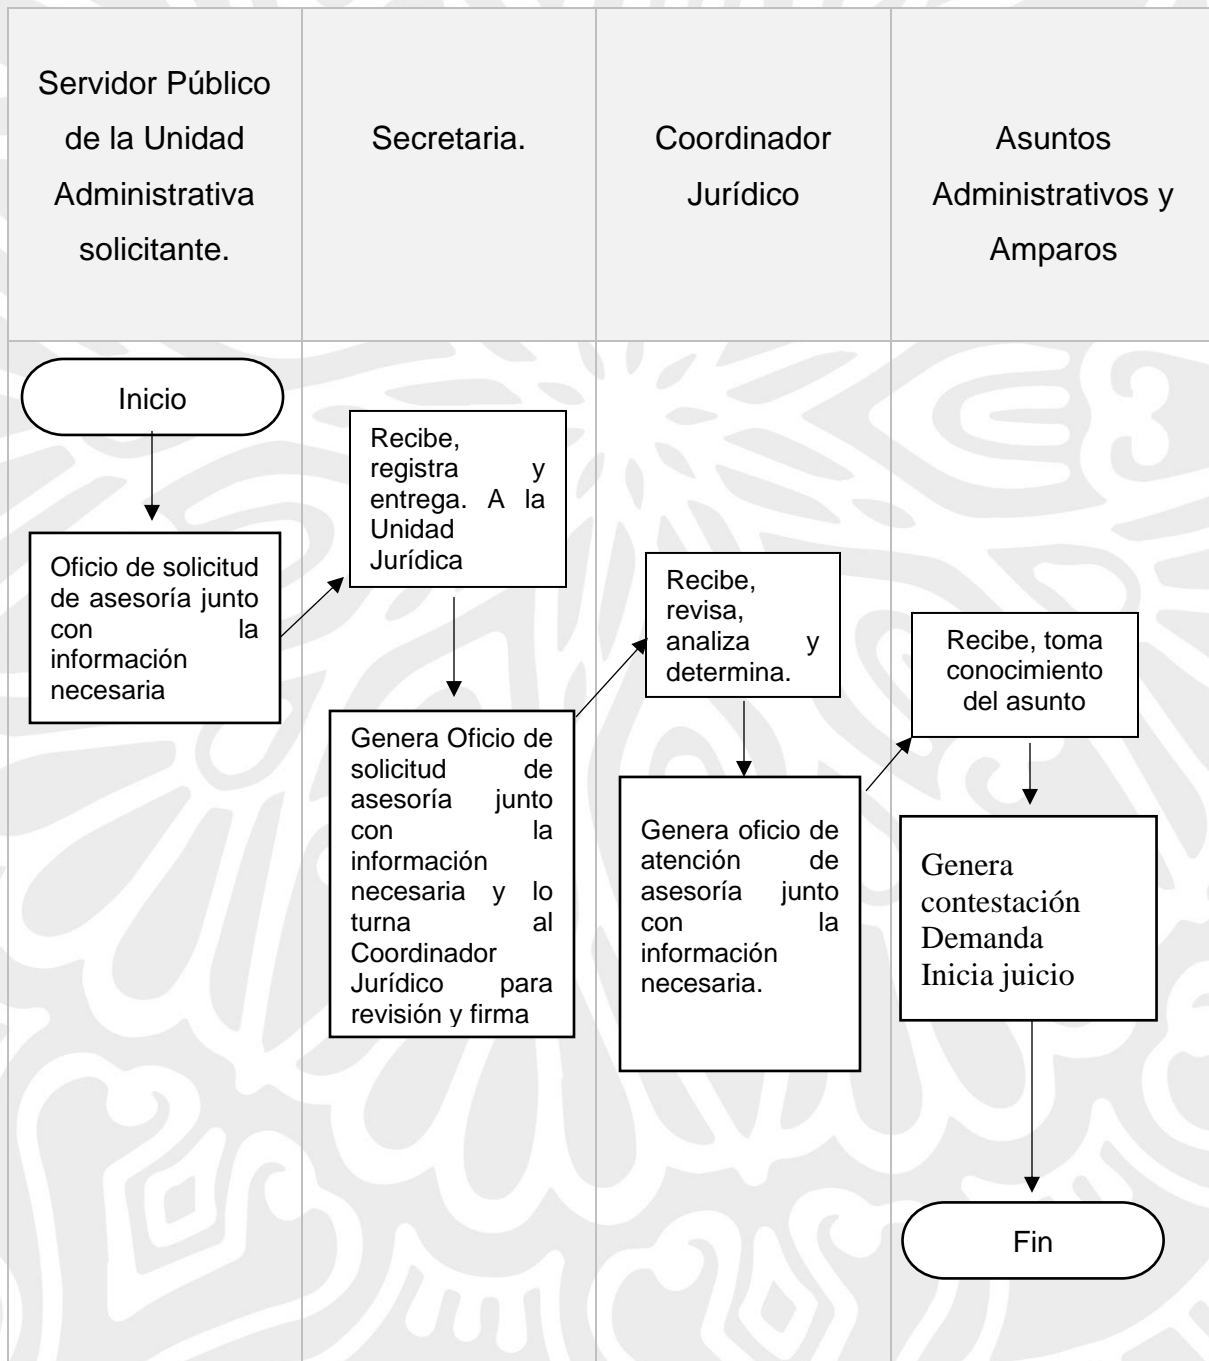 Servidor Público
de la Unidad
Administrativa
solicitante.
Secretaria.
Coordinador
Jurídico
Asuntos
Administrativos y
Amparos
Inicio
Oficio de solicitud
de asesoría junto
con la
información
necesaria
Recibe,
registra y
entrega. A la
Unidad
Jurídica
Genera Oficio de
solicitud de
asesoría junto
con la
información
necesaria y lo
turna al
Coordinador
Jurídico para
revisión y firma
Recibe,
revisa,
analiza y
determina.
Genera oficio de
atención de
asesoría junto
con la
información
necesaria.
Recibe, toma
conocimiento
del asunto
Genera
contestación
Demanda
Inicia juicio
Fin